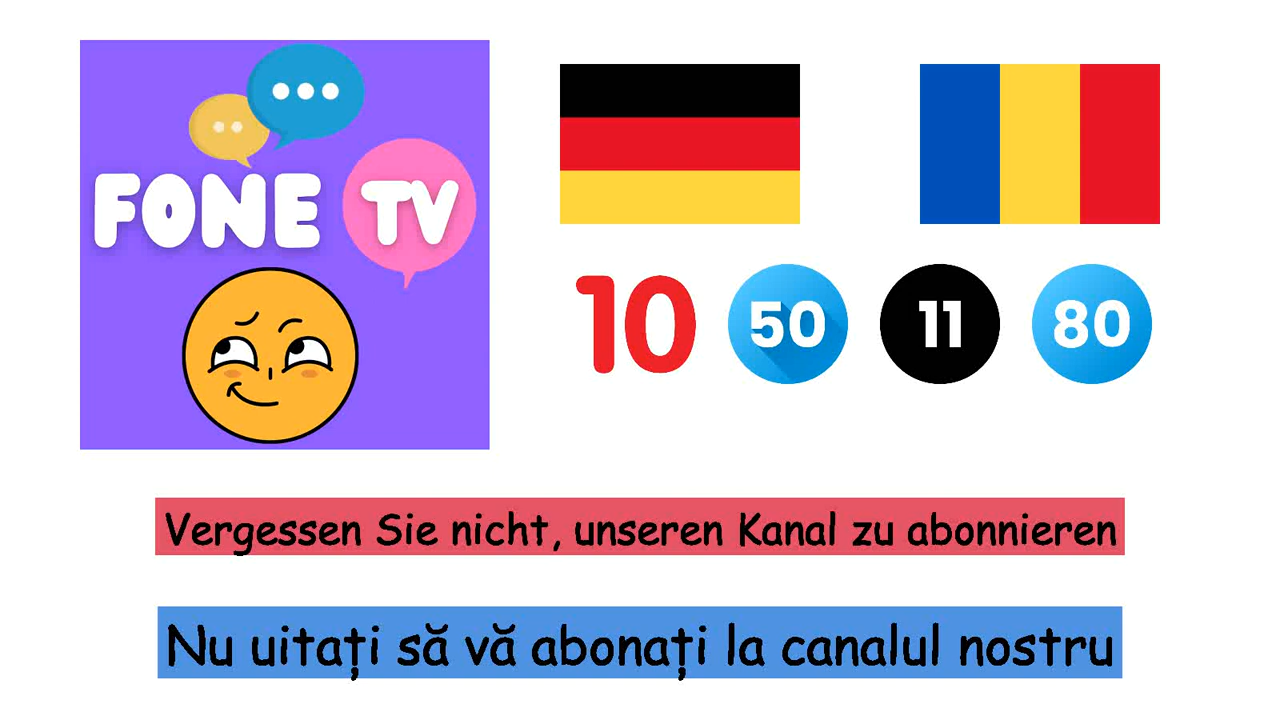 FONE TV
10 50 11 80
Vergessen Sie nicht, unseren Kanal zu abonnieren
Nu uitați să vă abonați la canalul nostru